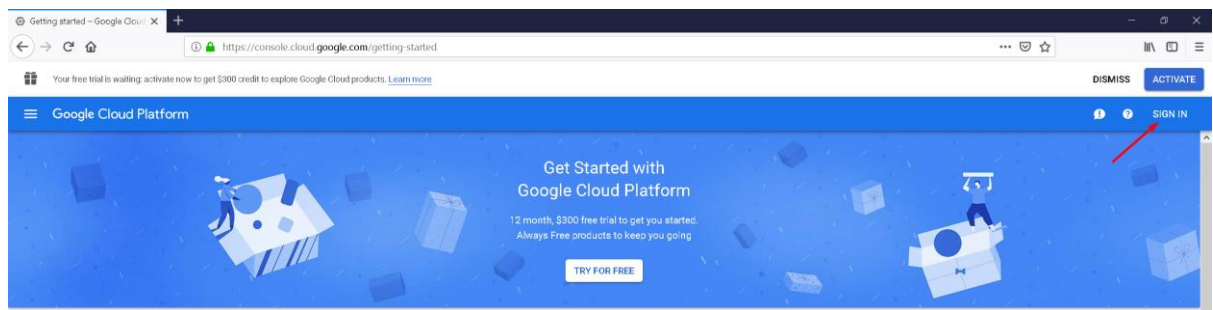 Getting started – Google Cloud
https://console.cloud.google.com/getting-started
Your free trial is waiting: activate now to get $300 credit to explore Google Cloud products. Learn more
DISMISS
ACTIVATE
Google Cloud Platform
SIGN IN
Get Started with
Google Cloud Platform
12 month, $300 free trial to get you started.
Always Free products to keep you going
TRY FOR FREE